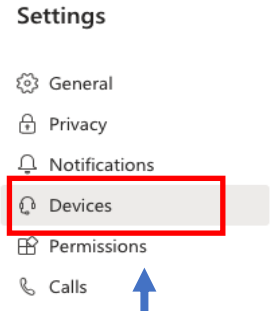 Settings
General
Privacy
Notifications
Devices
Permissions
Calls